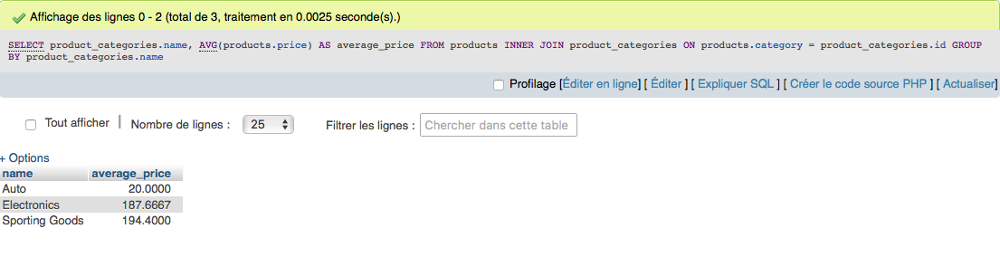 Affichage des lignes 0 - 2 (total de 3, traitement en 0.0025 seconde(s).)
SELECT product_categories.name, AVG(products.price) AS average_price FROM products INNER JOIN product_categories ON products.category = product_categories.id GROUP
BY product_categories.name
Profilage [Éditer en ligne] [ Éditer ] [ Expliquer SQL ] [ Créer le code source PHP ] [ Actualiser]
Tout afficher | Nombre de lignes : 25 Filtrer les lignes : Chercher dans cette table
+ Options
name average_price
Auto 20.0000
Electronics 187.6667
Sporting Goods 194.4000